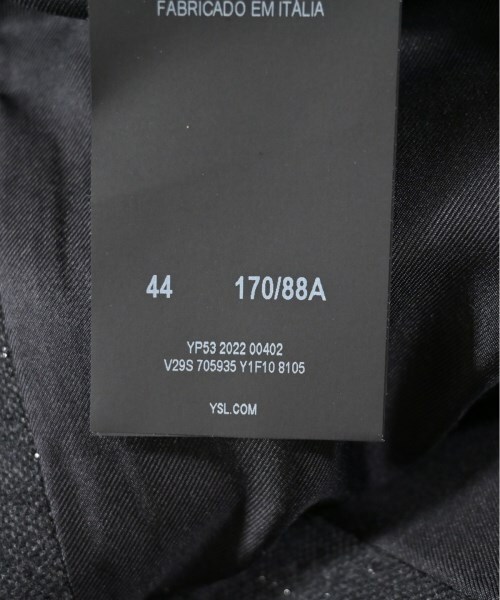 FABRICADO EM ITÁLIA
44 170/88A
YP53 2022 00402
V29S 705935 Y1F10 8105
YSL.COM